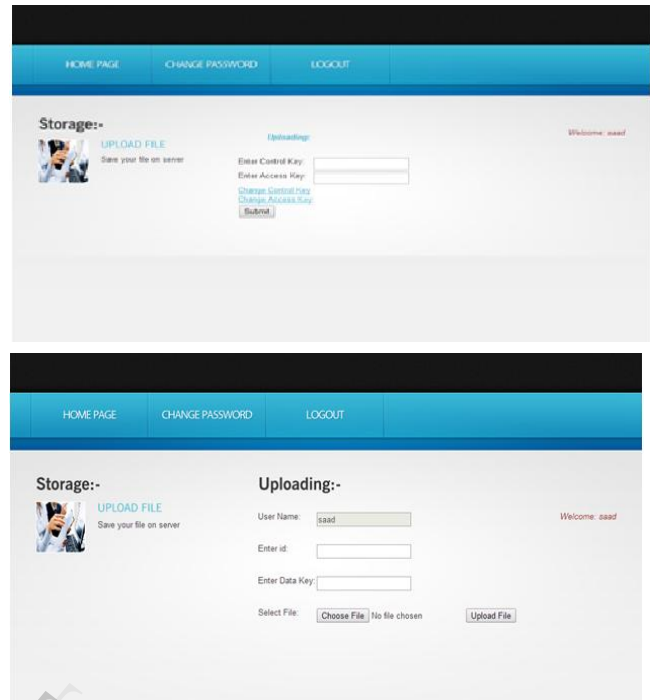 HOME PAGE CHANGE PASSWORD LOGOUT
Storage:-
UPLOAD FILE
Save your file on server
Uploading:
Welcome: saad
Enter Control Key:
Enter Access Key:
Change Control Key
Change Access Key
Submit
HOME PAGE CHANGE PASSWORD LOGOUT
Storage:-
UPLOAD FILE
Save your file on server
Uploading:-
User Name: saad
Welcome: saad
Enter id:
Enter Data Key:
Select File: Choose File No file chosen Upload File